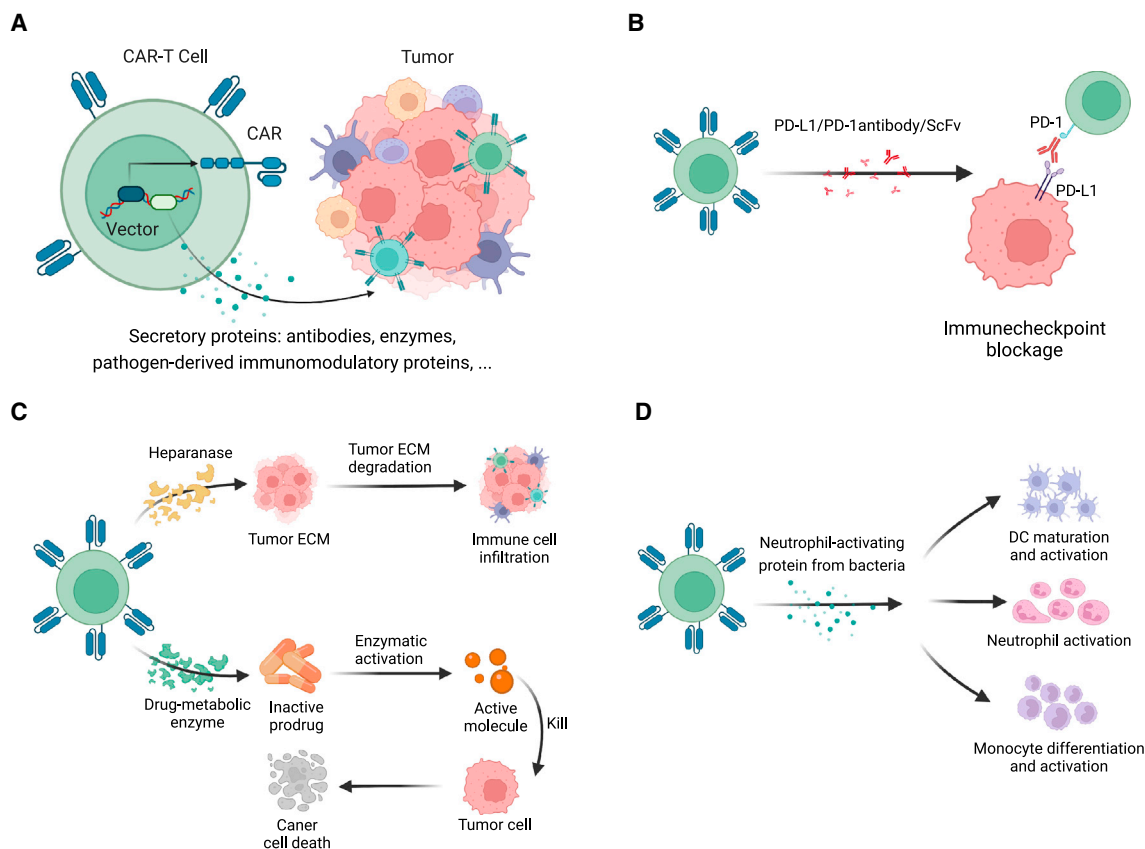 A
CAR-T Cell
Tumor
CAR
Vector
Secretory proteins: antibodies, enzymes,
pathogen-derived immunomodulatory proteins, ...
B
PD-L1/PD-1antibody/ScFv
PD-1
PD-L1
Immunecheckpoint
blockage
C
Heparanase
Tumor ECM
Tumor ECM
degradation
Immune cell
infiltration
Drug-metabolic
enzyme
Inactive
prodrug
Enzymatic
activation
Active
molecule
Kill
Tumor cell
Caner
cell death
D
Neutrophil-activating
protein from bacteria
DC maturation
and activation
Neutrophil activation
Monocyte differentiation
and activation